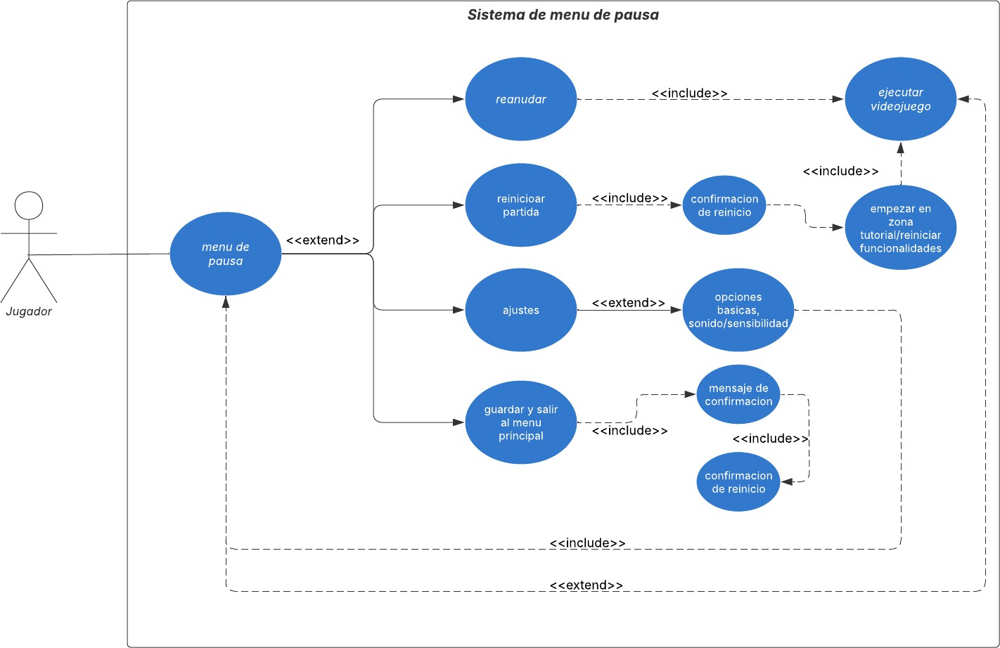 Sistema de menu de pausa
reanudar
<<include>>
ejecutar
videojuego
<<include>>
reinicioar
partida
<<include>>
confirmacion
de reinicio
empezar en
zona
tutorial/reiniciar
funcionalidades
<<extend>>
menu de
pausa
Jugador
ajustes
<<extend>>
opciones
basicas,
sonido/sensibilidad
guardar y salir
al menu
principal
<<include>>
mensaje de
confirmacion
<<include>>
confirmacion
de reinicio
<<include>>
<<extend>>